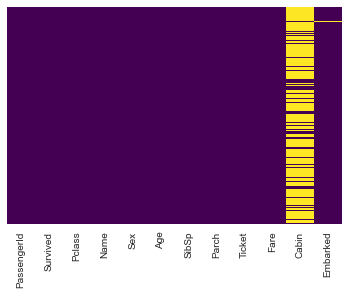 PassengerId
Survived
Pclass
Name
Sex
Age
SibSp
Parch
Ticket
Fare
Cabin
Embarked